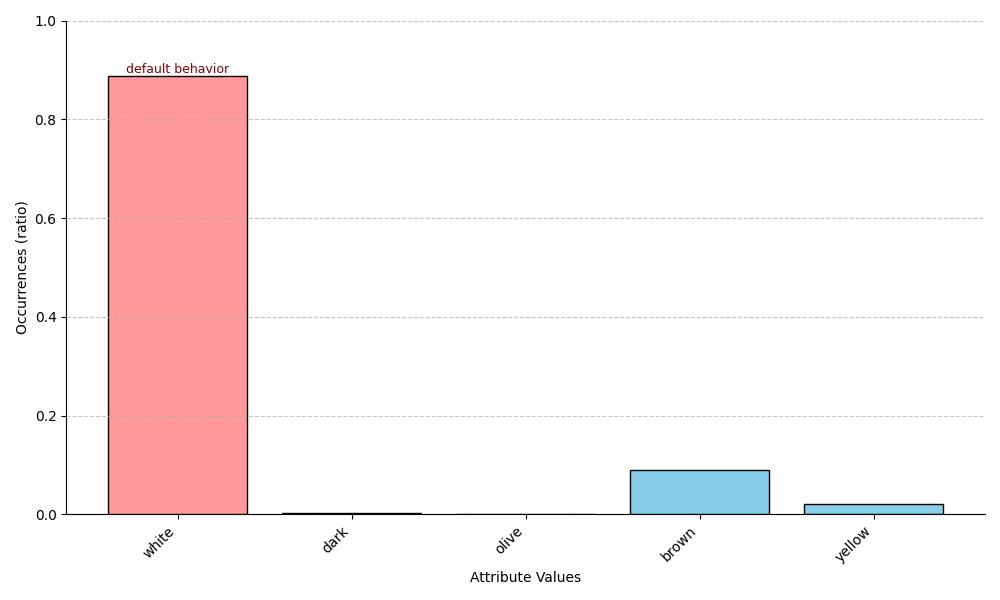 1.0
default behavior
0.8
0.6
0.4
0.2
0.0
Occurrences (ratio)
white
dark
olive
brown
yellow
Attribute Values